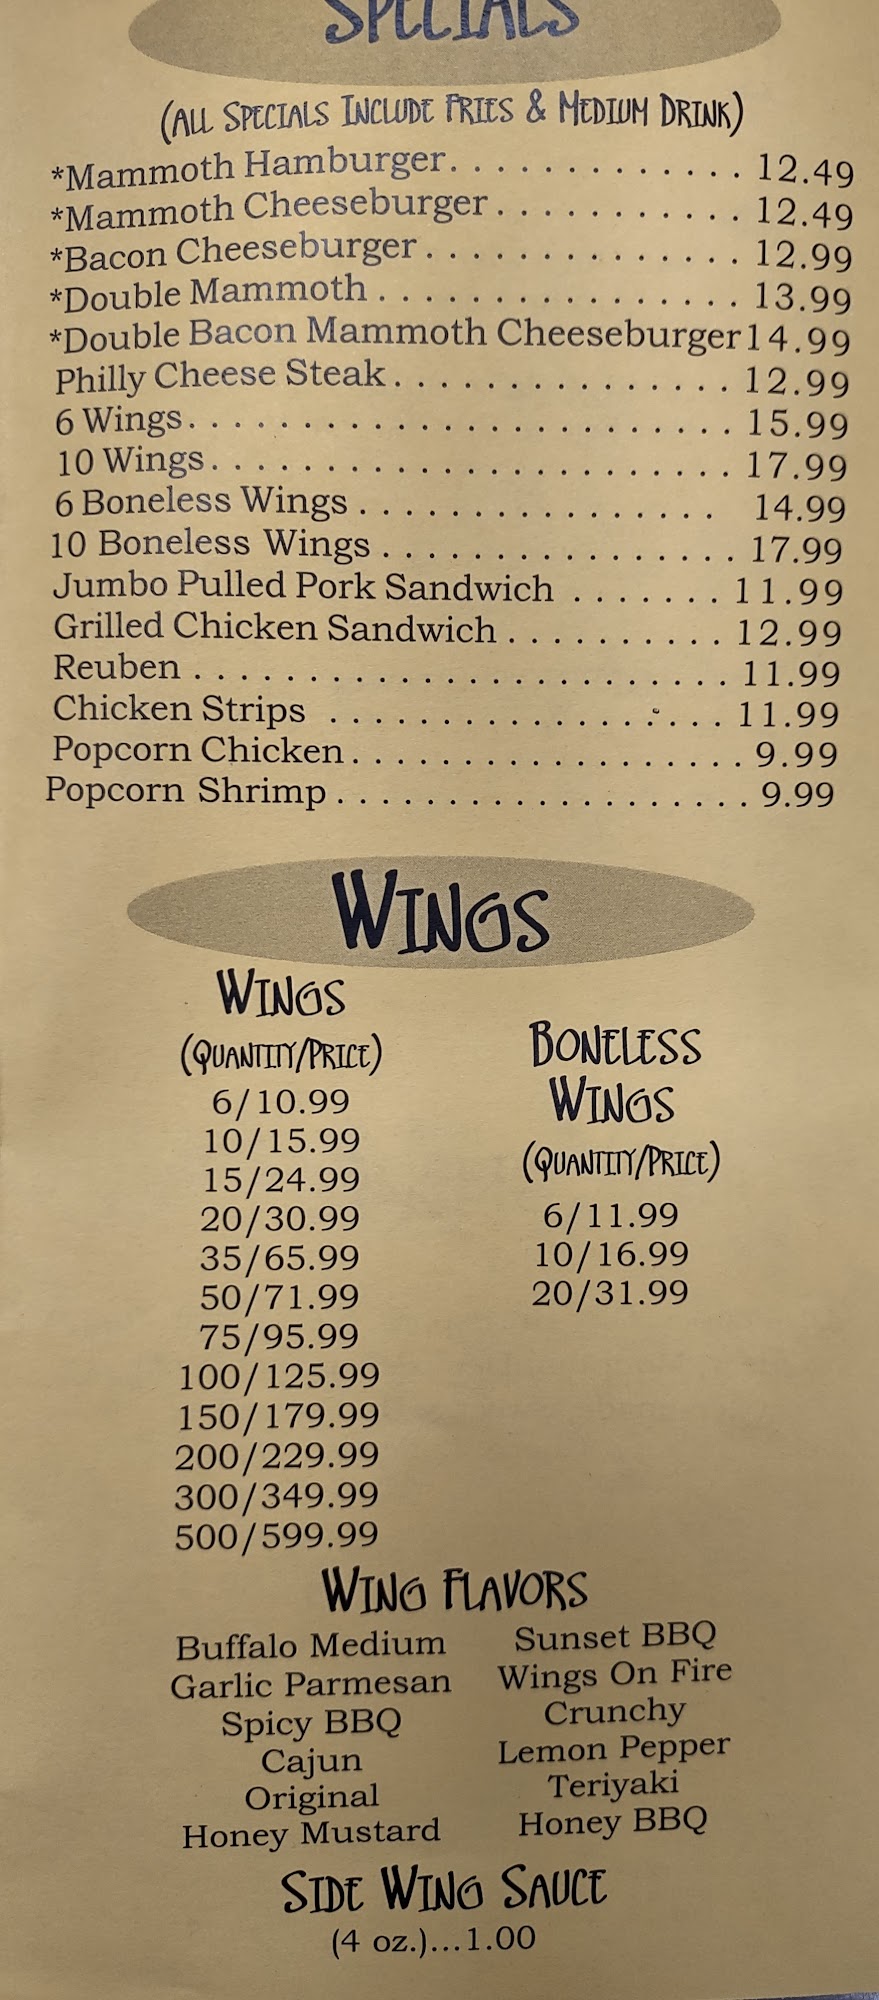 SPECIALS
(ALL SPECIALS INCLUDE FRIES & MEDIUM DRINK)
*Mammoth Hamburger. . . . . . . . . . . . . 12.49
*Mammoth Cheeseburger . . . . . . . . . . . 12.49
*Bacon Cheeseburger . . . . . . . . . . . . . . 12.99
*Double Mammoth . . . . . . . . . . . . . . . . 13.99
*Double Bacon Mammoth Cheeseburger14.99
Philly Cheese Steak . . . . . . . . . . . . . . . 12.99
6 Wings. . . . . . . . . . . . . . . . . . . . . . . . 15.99
10 Wings. . . . . . . . . . . . . . . . . . . . . . . 17.99
6 Boneless Wings . . . . . . . . . . . . . . . . 14.99
10 Boneless Wings . . . . . . . . . . . . . . . . 17.99
Jumbo Pulled Pork Sandwich . . . . . . . 11.99
Grilled Chicken Sandwich . . . . . . . . . . 12.99
Reuben . . . . . . . . . . . . . . . . . . . . . . . . 11.99
Chicken Strips . . . . . . . . . . . . . . . . . . 11.99
Popcorn Chicken. . . . . . . . . . . . . . . . . . 9.99
Popcorn Shrimp . . . . . . . . . . . . . . . . . . . 9.99
WINGS
WINGS
(QUANTITY/PRICE)
6/10.99
10/15.99
15/24.99
20/30.99
35/65.99
50/71.99
75/95.99
100/125.99
150/179.99
200/229.99
300/349.99
500/599.99
BONELESS
WINGS
(QUANTITY/PRICE)
6/11.99
10/16.99
20/31.99
WING FLAVORS
Buffalo Medium
Garlic Parmesan
Spicy BBQ
Cajun
Original
Honey Mustard
Sunset BBQ
Wings On Fire
Crunchy
Lemon Pepper
Teriyaki
Honey BBQ
SIDE WING SAUCE
(4 oz.)...1.00